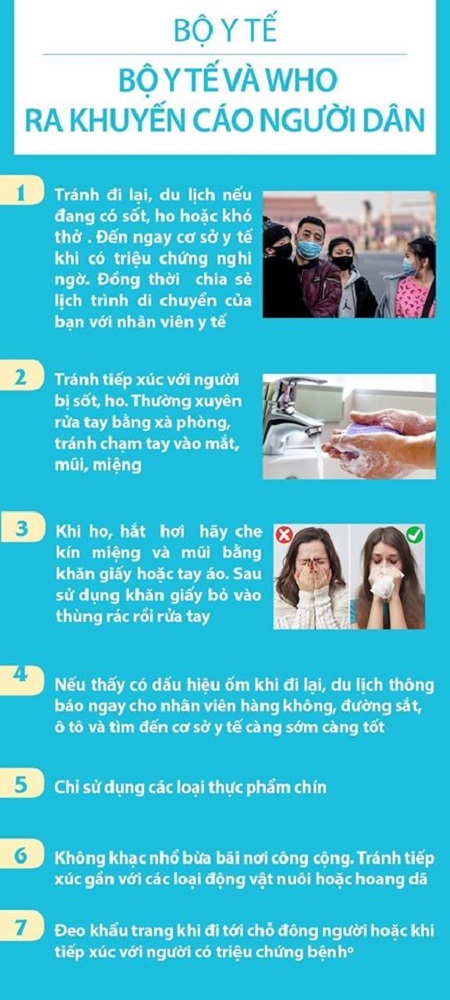 BỘ Y TẾ
BỘ Y TẾ VÀ WHO
RA KHUYẾN CÁO NGƯỜI DÂN
1
Tránh đi lại, du lịch nếu
đang có sốt, ho hoặc khó
thở . Đến ngay cơ sở y tế
khi có triệu chứng nghi
ngờ. Đồng thời chia sẻ
lịch trình di chuyển của
bạn với nhân viên y tế
2
Tránh tiếp xúc với người
bị sốt, ho. Thường xuyên
rửa tay bằng xà phòng,
tránh chạm tay vào mắt,
mũi, miệng
3
Khi ho, hắt hơi hãy che
kín miệng và mũi bằng
khăn giấy hoặc tay áo. Sau
sử dụng khăn giấy bỏ vào
thùng rác rồi rửa tay
4
Nếu thấy có dấu hiệu ốm khi đi lại, du lịch thông
báo ngay cho nhân viên hàng không, đường sắt,
ô tô và tìm đến cơ sở y tế càng sớm càng tốt
5
Chỉ sử dụng các loại thực phẩm chín
6
Không khạc nhổ bừa bãi nơi công cộng. Tránh tiếp
xúc gần với các loại động vật nuôi hoặc hoang dã
7
Đeo khẩu trang khi đi tới chỗ đông người hoặc khi
tiếp xúc với người có triệu chứng bệnhº